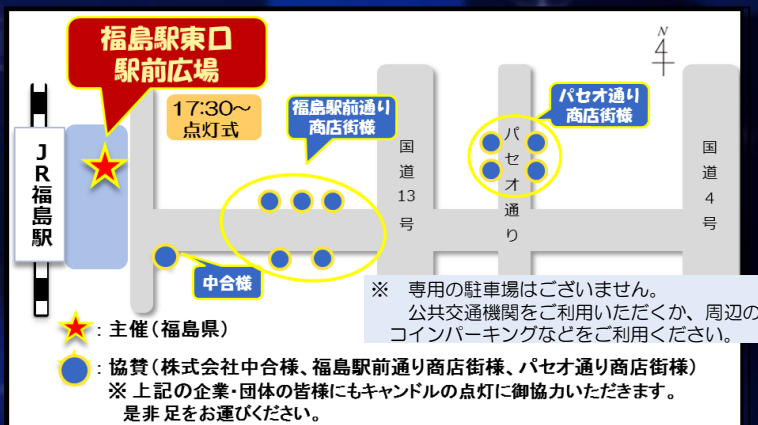 福島駅東口
駅前広場
N
17:30～
点灯式
福島駅前通り
商店街様
パセオ通り
商店街様
JR福島駅
国道13号
パセオ通り
国道4号
中合様
※　専用の駐車場はございません。
公共交通機関をご利用いただくか、周辺の
コインパーキングなどをご利用ください。
：主催（福島県）
：協賛（株式会社中合様、福島駅前通り商店街様、パセオ通り商店街様）
※上記の企業・団体の皆様にもキャンドルの点灯に御協力いただきます。
是非足をお運びください。